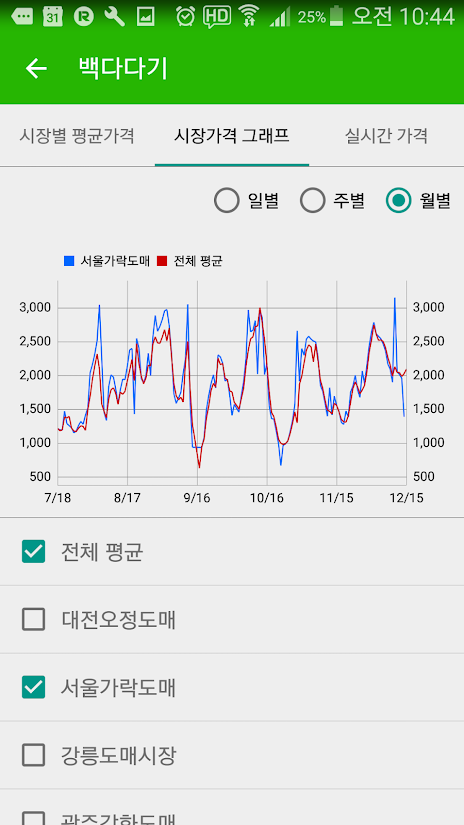 31 R HD 25% 오전 10:44
백다다기
시장별 평균가격 시장가격 그래프 실시간 가격
일별 주별 월별
서울가락도매 전체 평균
3,000 3,000
2,500 2,500
2,000 2,000
1,500 1,500
1,000 1,000
500 500
7/18 8/17 9/16 10/16 11/15 12/15
전체 평균
대전오정도매
서울가락도매
강릉도매시장